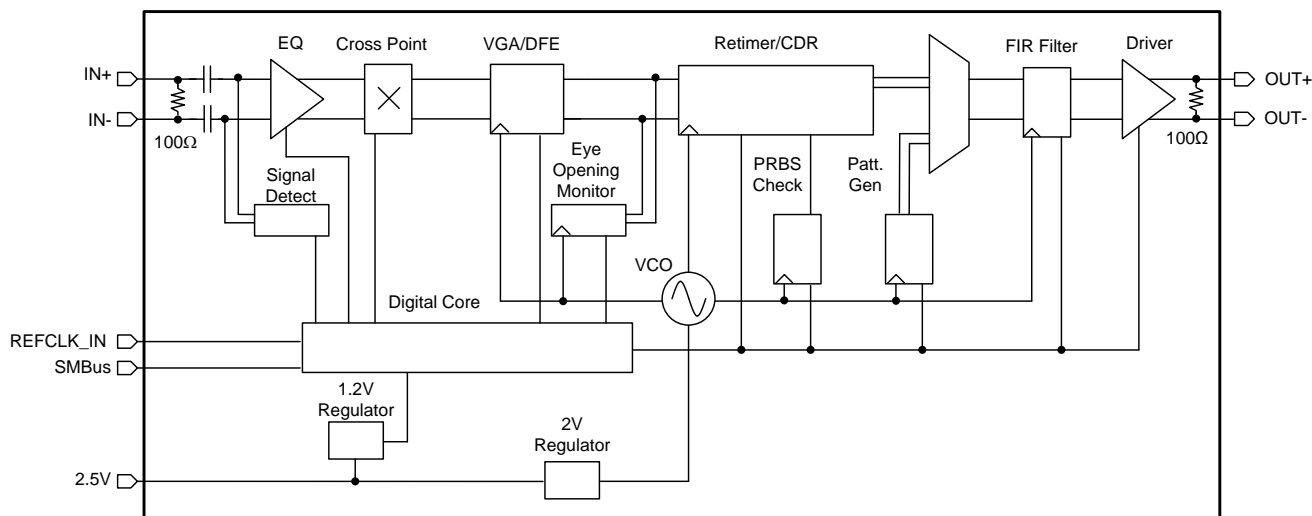 EQ
Cross Point
VGA/DFE
Retimer/CDR
FIR Filter
Driver
IN+
IN-
100Ω
OUT+
OUT-
100Ω
Signal
Detect
Eye
Opening
Monitor
PRBS
Check
Patt.
Gen
VCO
Digital Core
REFCLK_IN
SMBus
1.2V
Regulator
2V
Regulator
2.5V